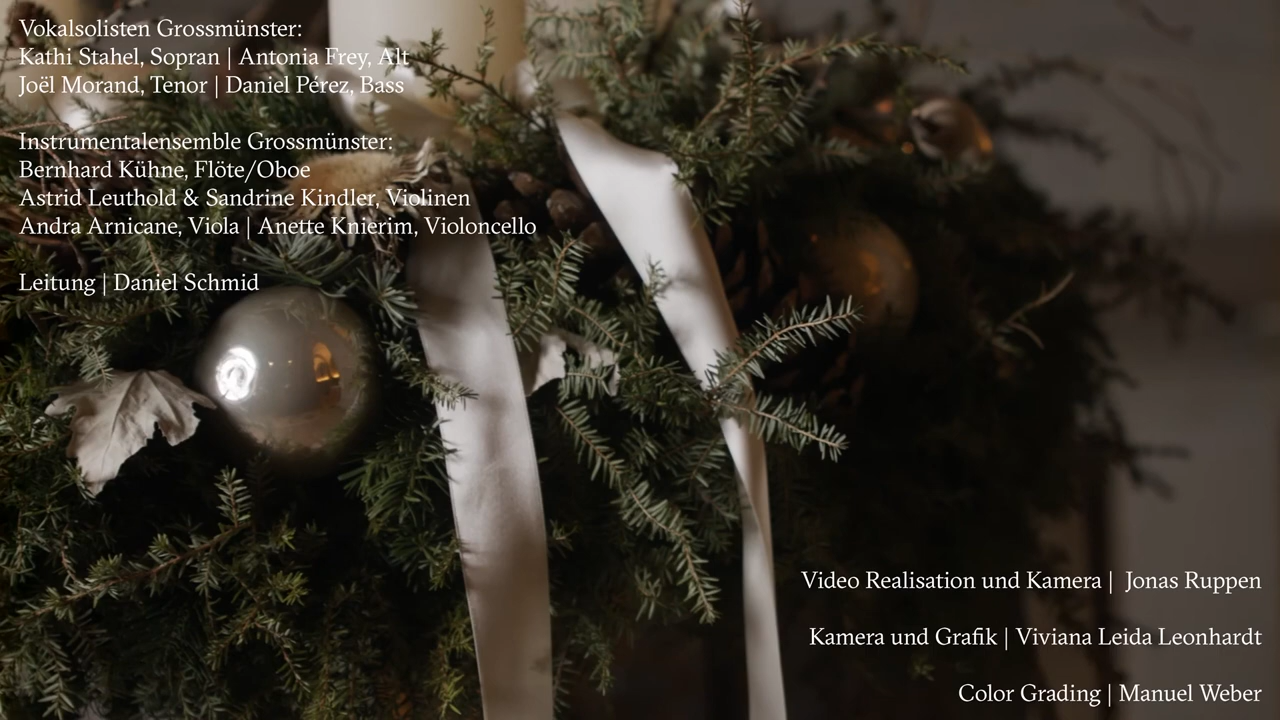 Vokalsolisten Grossmünster:
Kathi Stahel, Sopran | Antonia Frey, Alt
Joël Morand, Tenor | Daniel Pérez, Bass
Instrumentalensemble Grossmünster:
Bernhard Kühne, Flöte/Oboe
Astrid Leuthold & Sandrine Kindler, Violinen
Andra Arnicane, Viola | Anette Knierim, Violoncello
Leitung | Daniel Schmid
Video Realisation und Kamera | Jonas Ruppen
Kamera und Grafik | Viviana Leida Leonhardt
Color Grading | Manuel Weber